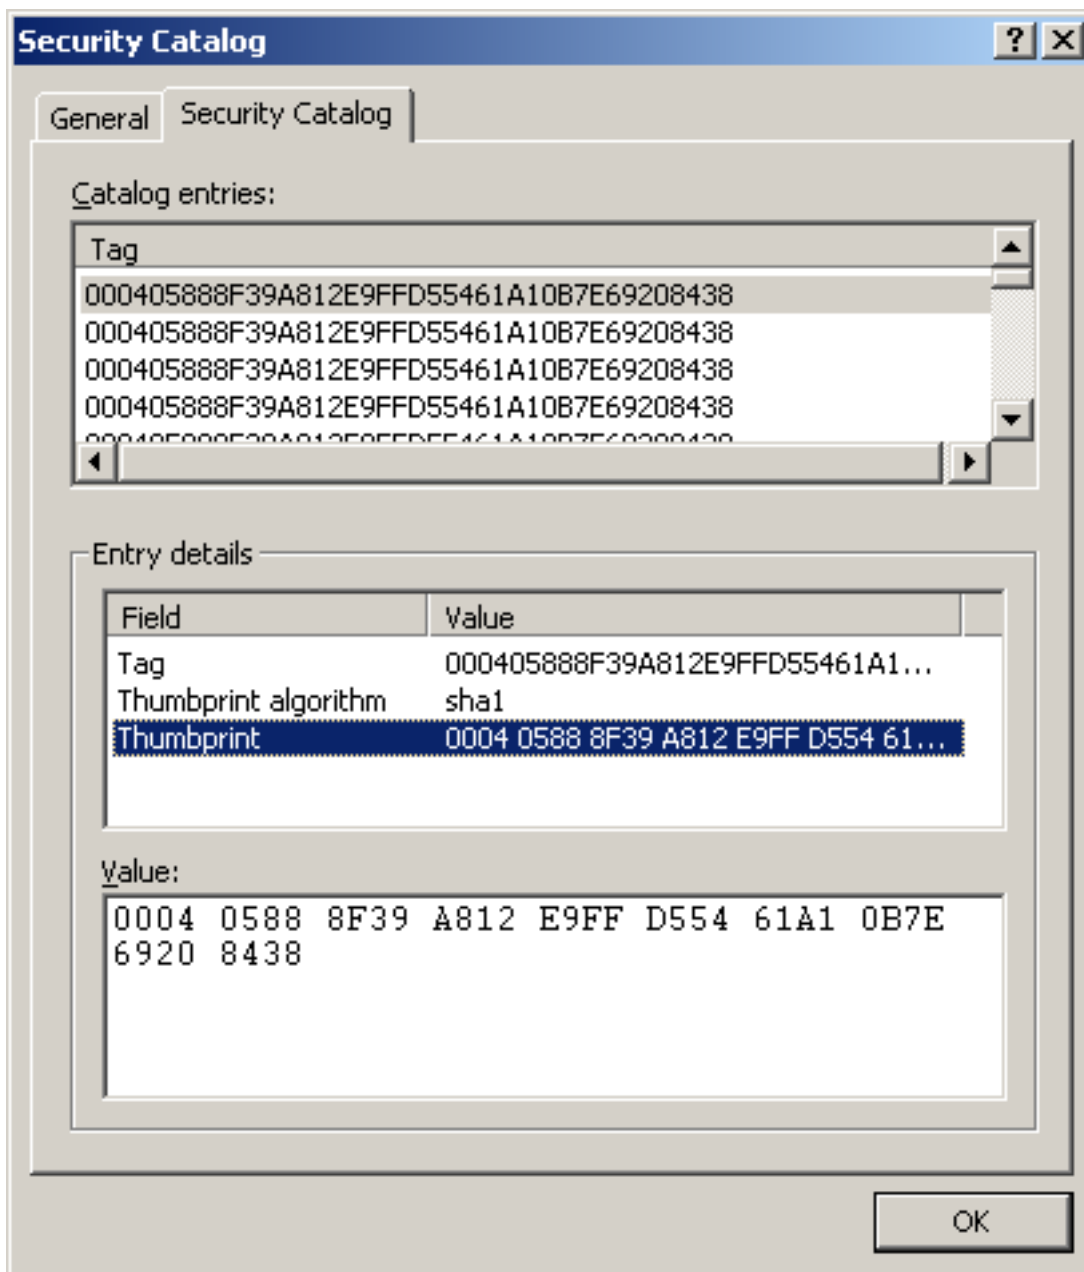 Security Catalog
General Security Catalog
Catalog entries:
Tag
000405888F39A812E9FFD55461A10B7E69208438
000405888F39A812E9FFD55461A10B7E69208438
000405888F39A812E9FFD55461A10B7E69208438
000405888F39A812E9FFD55461A10B7E69208438
Entry details
Field Value
Tag 000405888F39A812E9FFD55461A1...
Thumbprint algorithm sha1
Thumbprint 0004 0588 8F39 A812 E9FF D554 61...
Value:
0004 0588 8F39 A812 E9FF D554 61A1 0B7E
6920 8438
OK